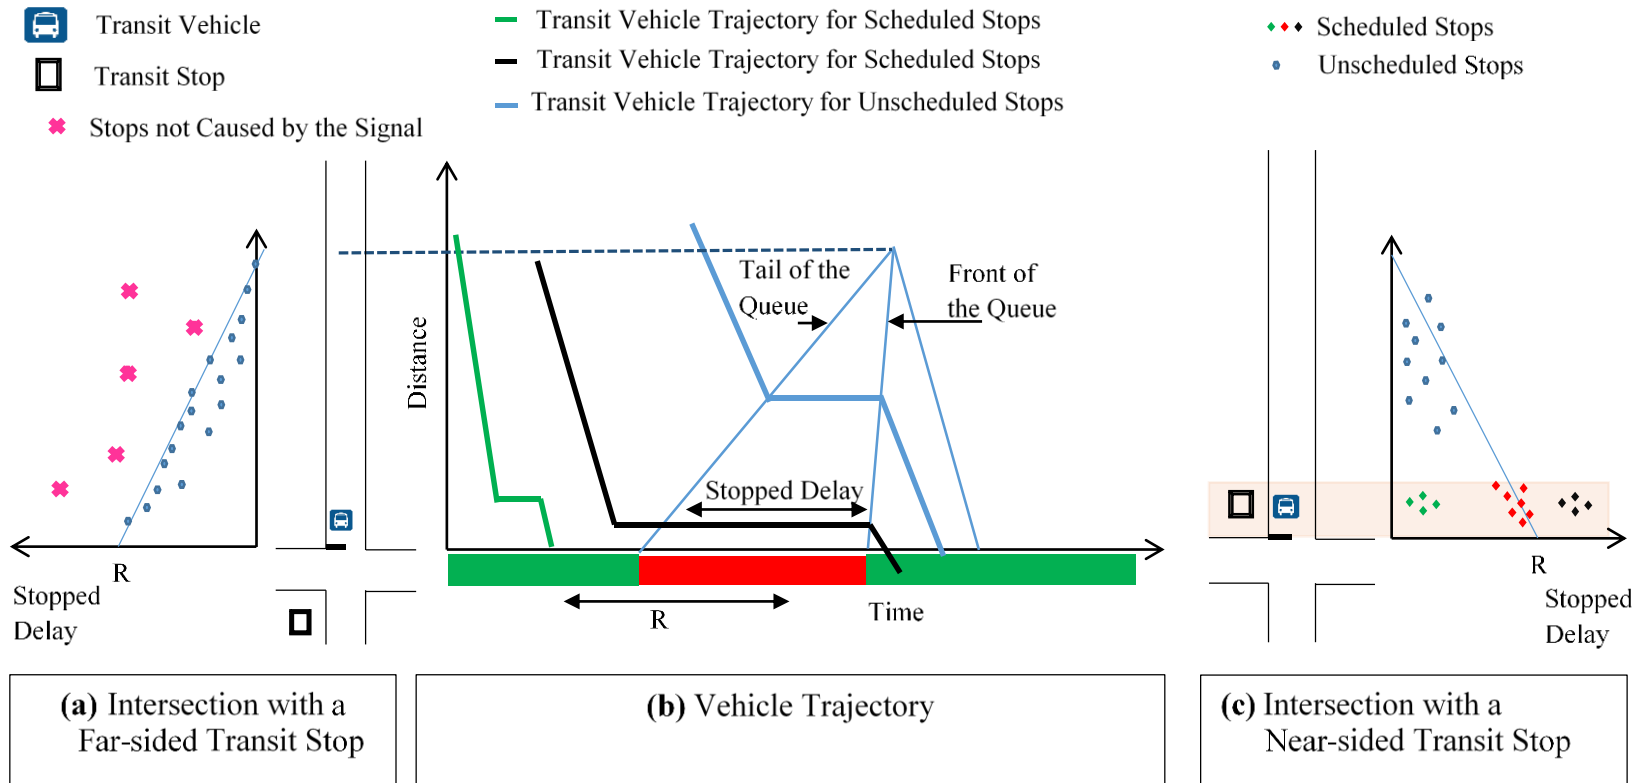 Transit Vehicle
Transit Stop
Stops not Caused by the Signal
Transit Vehicle Trajectory for Scheduled Stops
Transit Vehicle Trajectory for Scheduled Stops
Transit Vehicle Trajectory for Unscheduled Stops
Scheduled Stops
Unscheduled Stops
R
Stopped
Delay
Distance
Tail of the
Queue
Front of
the Queue
Stopped Delay
R
Time
R
Stopped
Delay
(a) Intersection with a
Far-sided Transit Stop
(b) Vehicle Trajectory
(c) Intersection with a
Near-sided Transit Stop